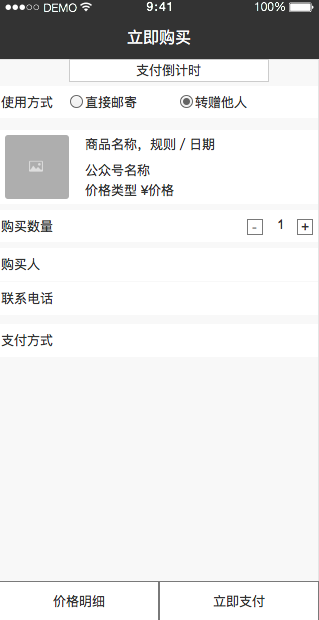 DEMO 9:41 100%
立即购买
支付倒计时
使用方式 直接邮寄 转赠他人
商品名称，规则 / 日期
公众号名称
价格类型 ¥价格
购买数量 - 1 +
购买人
联系电话
支付方式
价格明细 立即支付